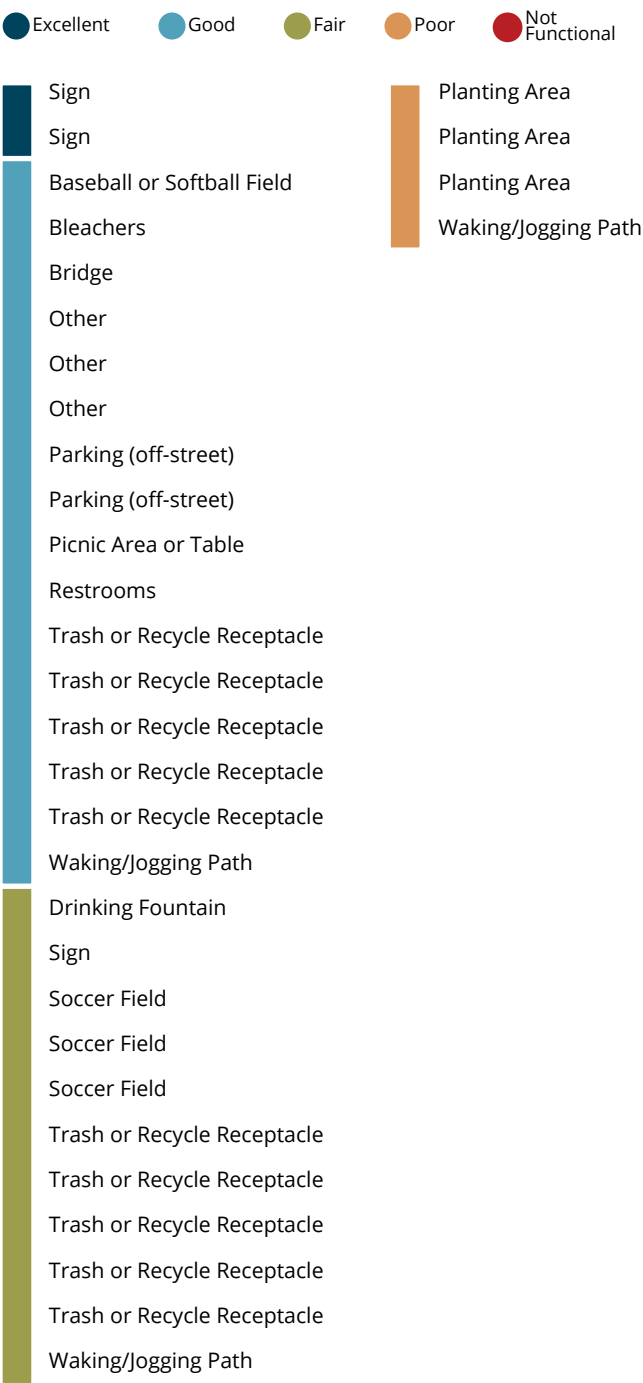 Excellent
Good
Fair
Poor
Not
Functional
Sign
Sign
Baseball or Softball Field
Bleachers
Bridge
Other
Other
Other
Parking (off-street)
Parking (off-street)
Picnic Area or Table
Restrooms
Trash or Recycle Receptacle
Trash or Recycle Receptacle
Trash or Recycle Receptacle
Trash or Recycle Receptacle
Trash or Recycle Receptacle
Waking/Jogging Path
Drinking Fountain
Sign
Soccer Field
Soccer Field
Soccer Field
Trash or Recycle Receptacle
Trash or Recycle Receptacle
Trash or Recycle Receptacle
Trash or Recycle Receptacle
Trash or Recycle Receptacle
Waking/Jogging Path
Planting Area
Planting Area
Planting Area
Waking/Jogging Path